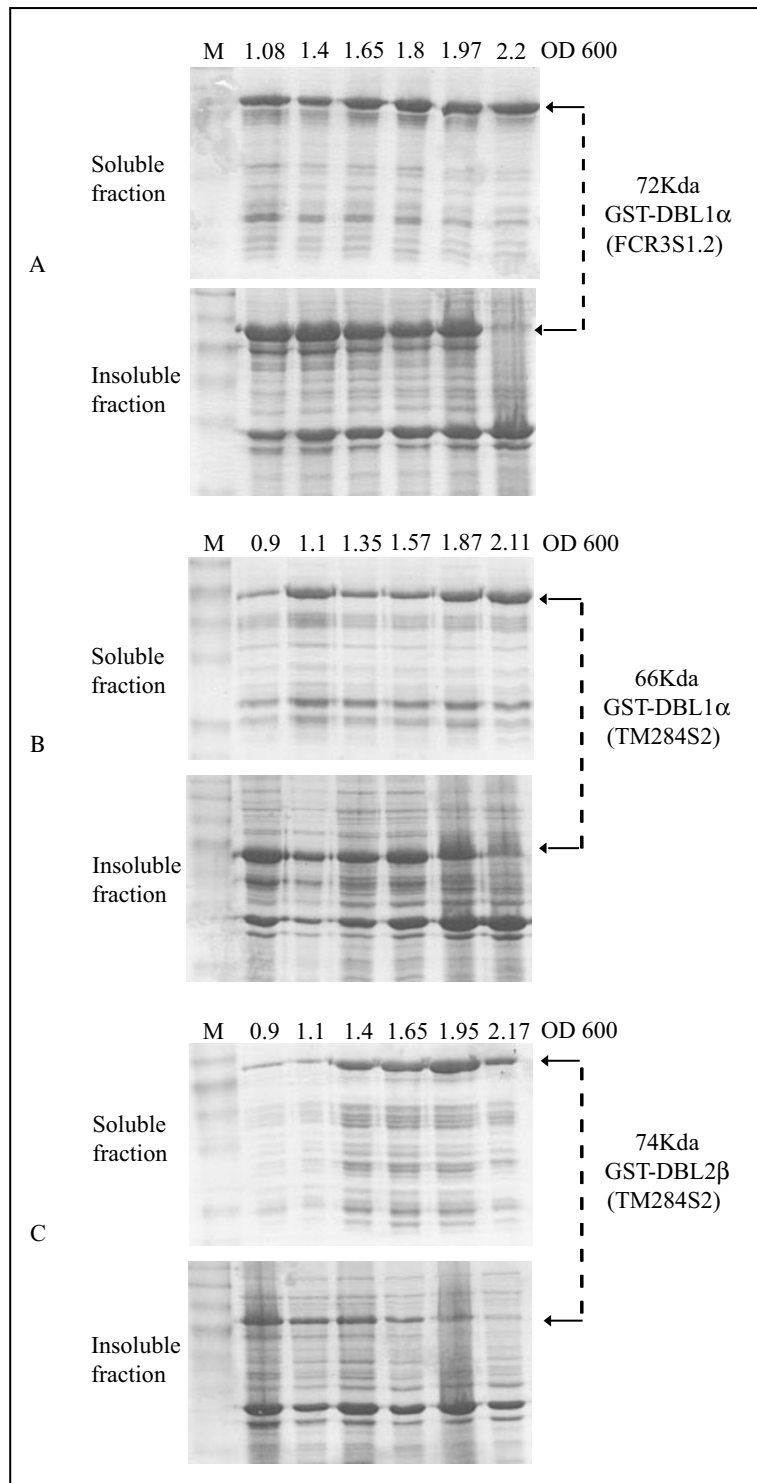 M 1.08 1.4 1.65 1.8 1.97 2.2 OD 600
Soluble
fraction
72Kda
GST-DBL1α
(FCR3S1.2)
A
Insoluble
fraction
M 0.9 1.1 1.35 1.57 1.87 2.11 OD 600
Soluble
fraction
66Kda
GST-DBL1α
(TM284S2)
B
Insoluble
fraction
M 0.9 1.1 1.4 1.65 1.95 2.17 OD 600
Soluble
fraction
74Kda
GST-DBL2β
(TM284S2)
C
Insoluble
fraction